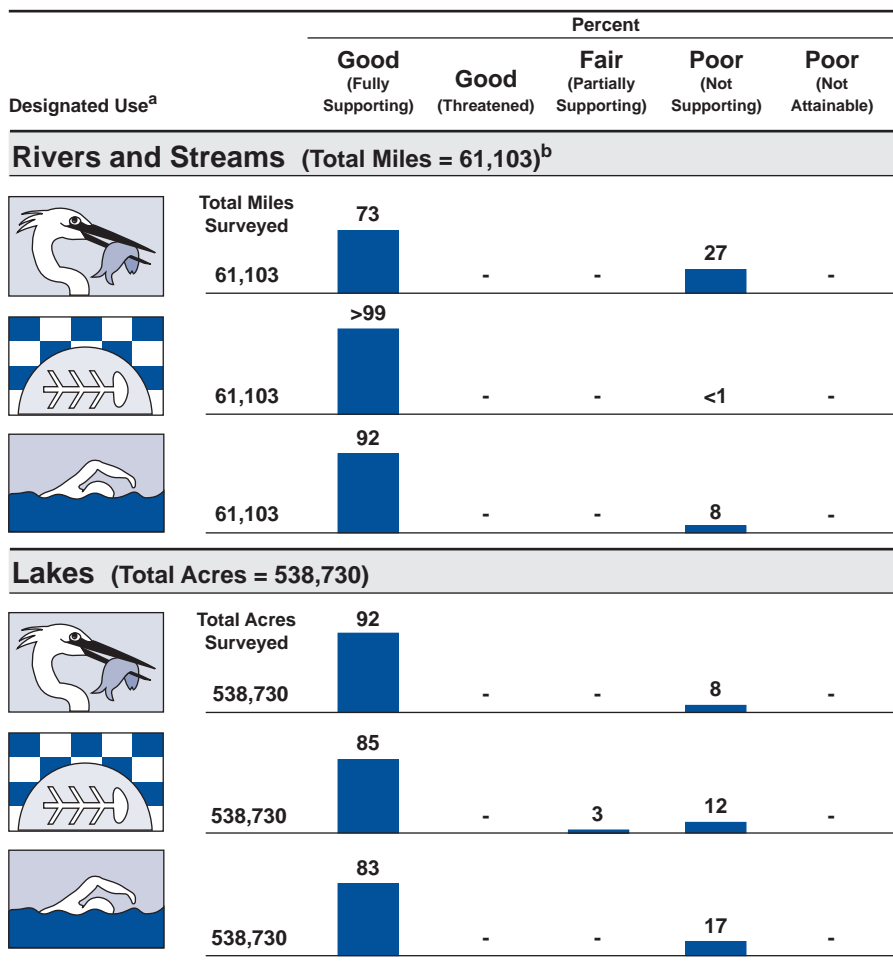 Percent
Designated Useᵃ
Good (Fully Supporting)
Good (Threatened)
Fair (Partially Supporting)
Poor (Not Supporting)
Poor (Not Attainable)
Rivers and Streams (Total Miles = 61,103)ᵇ
Total Miles Surveyed
73
27
61,103 - - -
>99
61,103 - - <1 -
92
8
61,103 - - -
Lakes (Total Acres = 538,730)
Total Acres Surveyed
92
8
538,730 - - -
85
3 12
538,730 - -
83
17
538,730 - - -